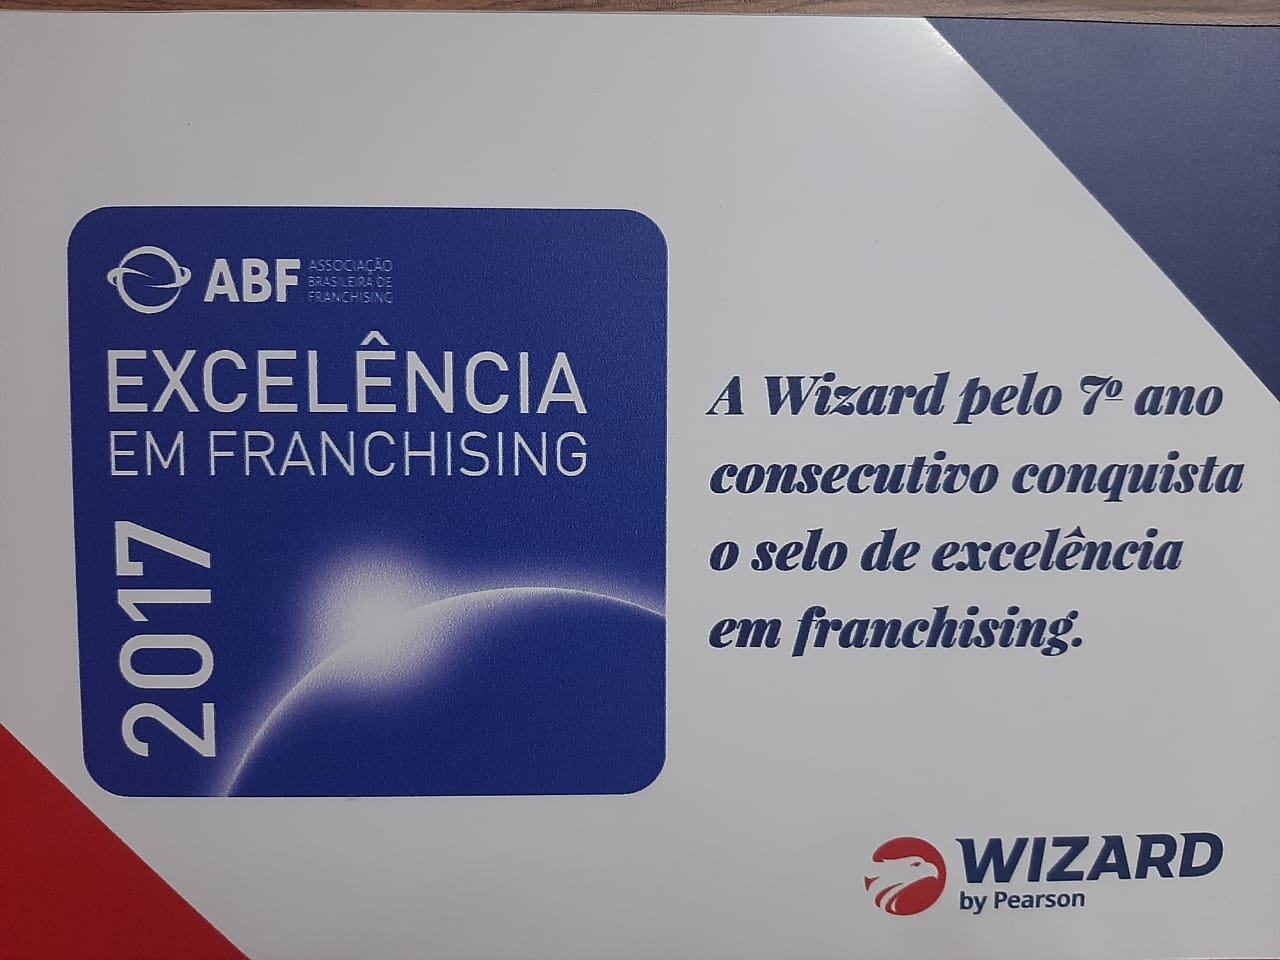 ABF
ASSOCIAÇÃO
BRASILEIRA DE
FRANCHISING
EXCELÊNCIA
EM FRANCHISING
2017
A Wizard pelo 7º ano
consecutivo conquista
o selo de excelência
em franchising.
WIZARD
by Pearson